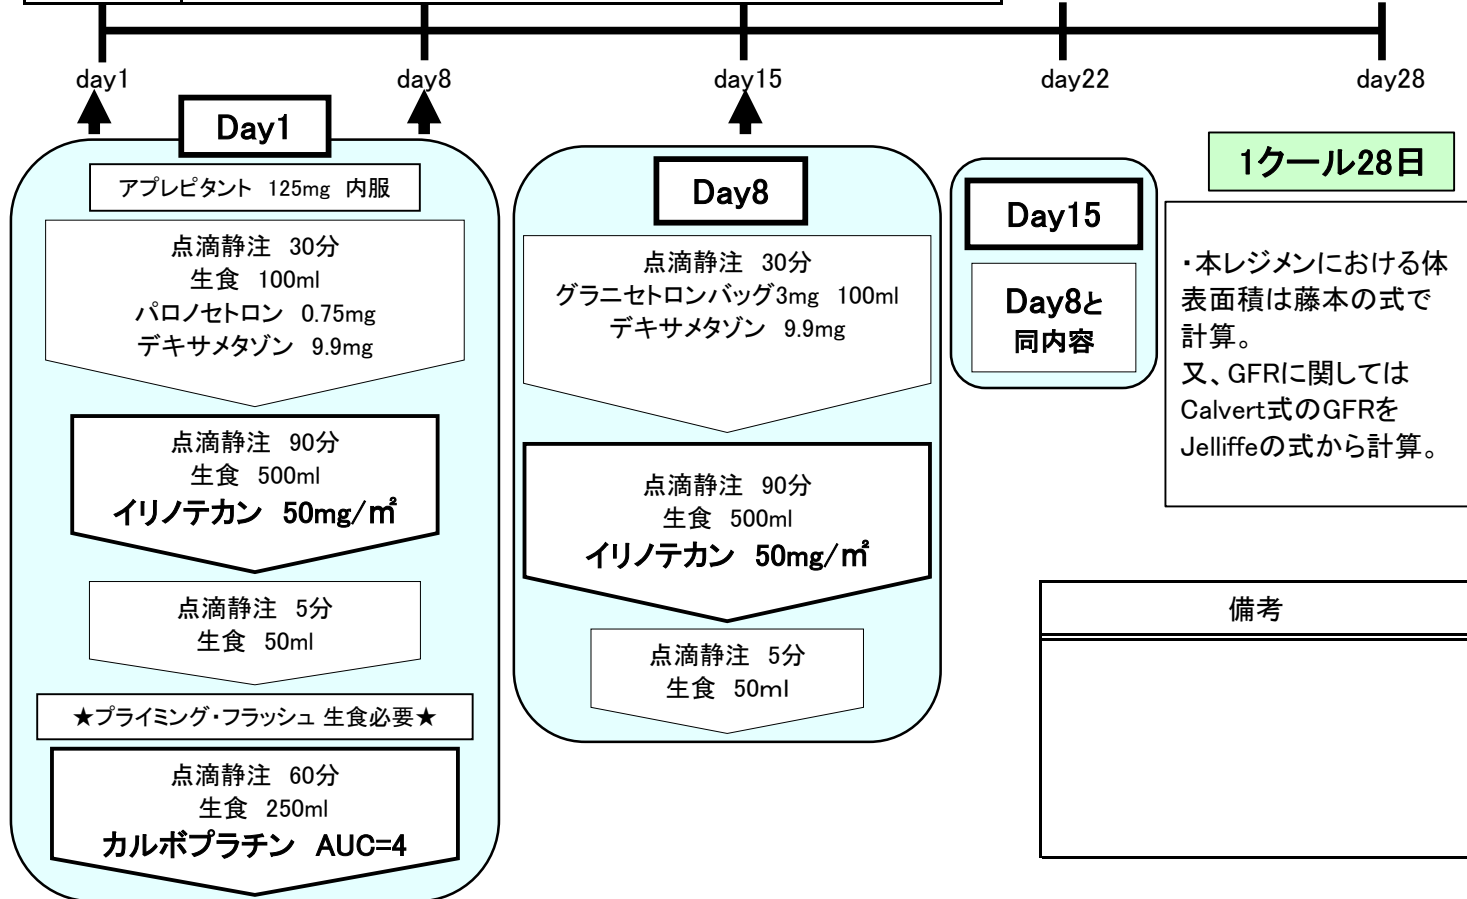 day1
day8
day15
day22
day28
Day1
アプレピタント 125mg 内服
点滴静注 30分
生食 100ml
パロノセトロン 0.75mg
デキサメタゾン 9.9mg
点滴静注 90分
生食 500ml
イリノテカン 50mg/㎡
点滴静注 5分
生食 50ml
★プライミング・フラッシュ 生食必要★
点滴静注 60分
生食 250ml
カルボプラチン AUC=4
Day8
点滴静注 30分
グラニセトロンバッグ3mg 100ml
デキサメタゾン 9.9mg
点滴静注 90分
生食 500ml
イリノテカン 50mg/㎡
点滴静注 5分
生食 50ml
Day15
Day8と
同内容
1クール28日
・本レジメンにおける体
表面積は藤本の式で
計算。
又、GFRに関しては
Calvert式のGFRを
Jelliffeの式から計算。
備考